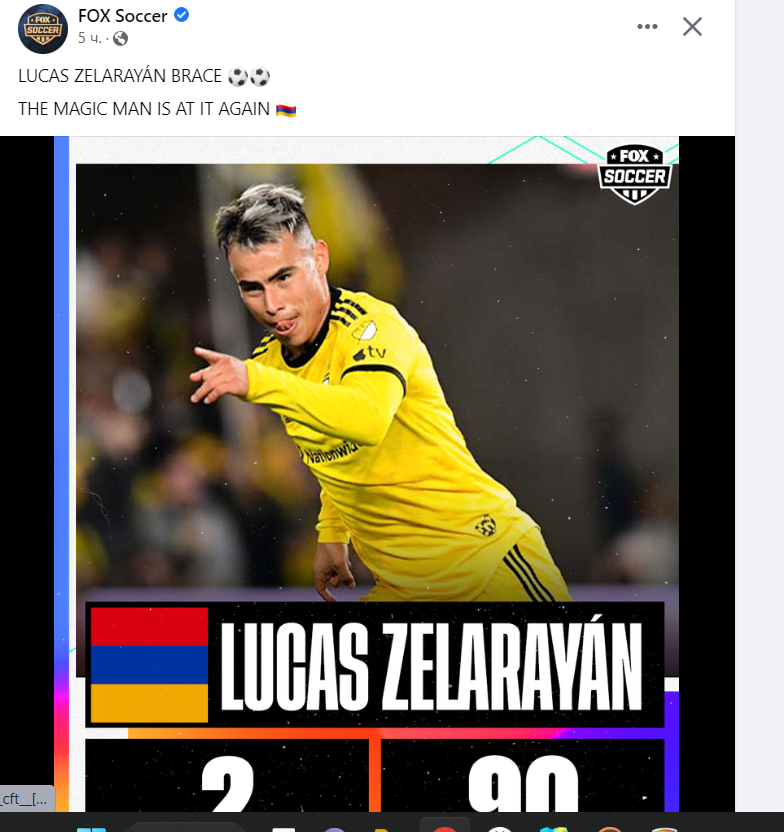 FOX Soccer
5 ч. ·
LUCAS ZELARAYÁN BRACE ⚽⚽
THE MAGIC MAN IS AT IT AGAIN 🇦🇲
FOX
SOCCER
tv
Nationwide
LUCAS ZELARAYÁN
2
90
_cft__[...